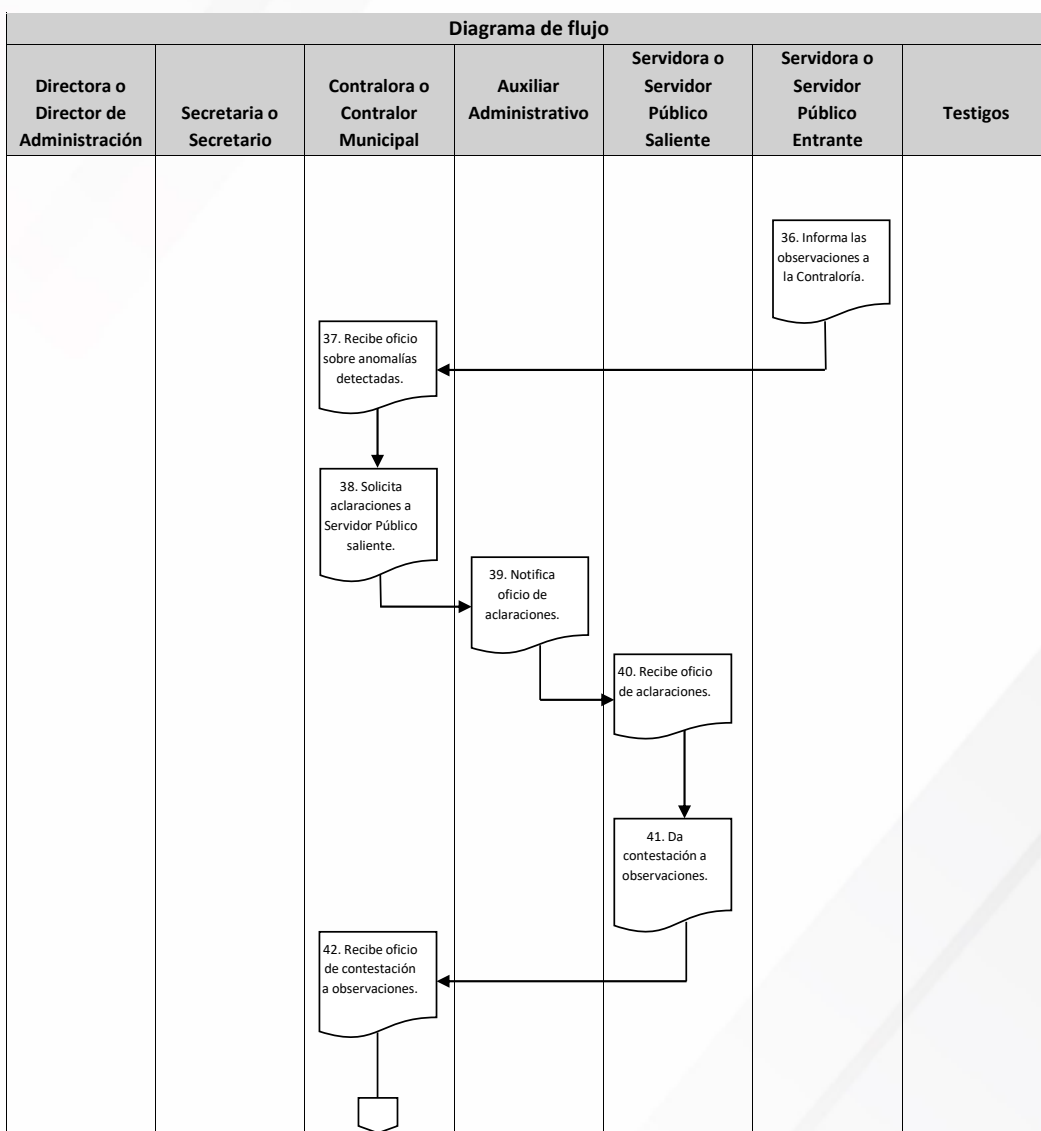 Diagrama de flujo
Directora o
Director de
Administración
Secretaria o
Secretario
Contralora o
Contralor
Municipal
Auxiliar
Administrativo
Servidora o
Servidor
Público
Saliente
Servidora o
Servidor
Público
Entrante
Testigos
36. Informa las
observaciones a
la Contraloría.
37. Recibe oficio
sobre anomalías
detectadas.
38. Solicita
aclaraciones a
Servidor Público
saliente.
39. Notifica
oficio de
aclaraciones.
40. Recibe oficio
de aclaraciones.
41. Da
contestación a
observaciones.
42. Recibe oficio
de contestación
a observaciones.